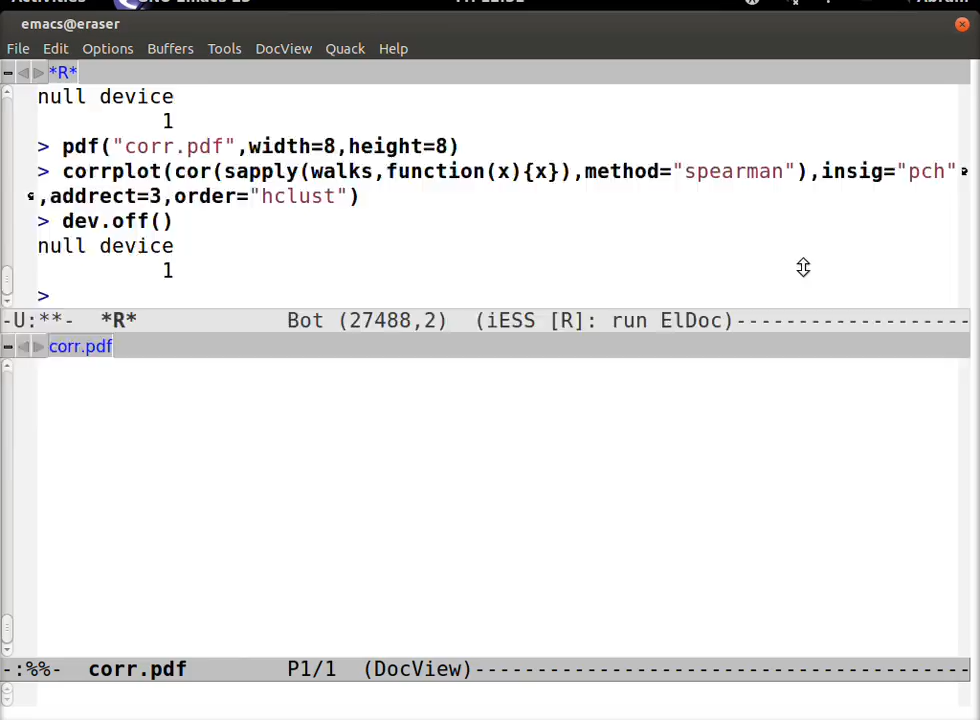 emacs@eraser
File Edit Options Buffers Tools DocView Quack Help
*R*
null device
1
> pdf("corr.pdf",width=8,height=8)
> corrplot(cor(sapply(walks,function(x){x}),method="spearman"),insig="pch"
,addrect=3,order="hclust")
> dev.off()
null device
1
>
-U:**- *R* Bot (27488,2) (iESS [R]: run ElDoc)--------------------
corr.pdf
-:%%- corr.pdf P1/1 (DocView)----------------------------------------